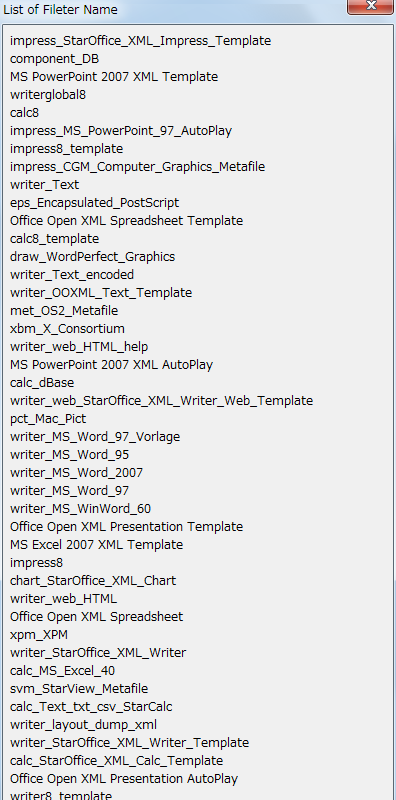 List of Fileter Name
impress_StarOffice_XML_Impress_Template
component_DB
MS PowerPoint 2007 XML Template
writerglobal8
calc8
impress_MS_PowerPoint_97_AutoPlay
impress8_template
impress_CGM_Computer_Graphics_Metafile
writer_Text
eps_Encapsulated_PostScript
Office Open XML Spreadsheet Template
calc8_template
draw_WordPerfect_Graphics
writer_Text_encoded
writer_OOXML_Text_Template
met_OS2_Metafile
xbm_X_Consortium
writer_web_HTML_help
MS PowerPoint 2007 XML AutoPlay
calc_dBase
writer_web_StarOffice_XML_Writer_Web_Template
pct_Mac_Pict
writer_MS_Word_97_Vorlage
writer_MS_Word_95
writer_MS_Word_2007
writer_MS_Word_97
writer_MS_WinWord_60
Office Open XML Presentation Template
MS Excel 2007 XML Template
impress8
chart_StarOffice_XML_Chart
writer_web_HTML
Office Open XML Spreadsheet
xpm_XPM
writer_StarOffice_XML_Writer
calc_MS_Excel_40
svm_StarView_Metafile
calc_Text_txt_csv_StarCalc
writer_layout_dump_xml
writer_StarOffice_XML_Writer_Template
calc_StarOffice_XML_Calc_Template
Office Open XML Presentation AutoPlay
writer8_template